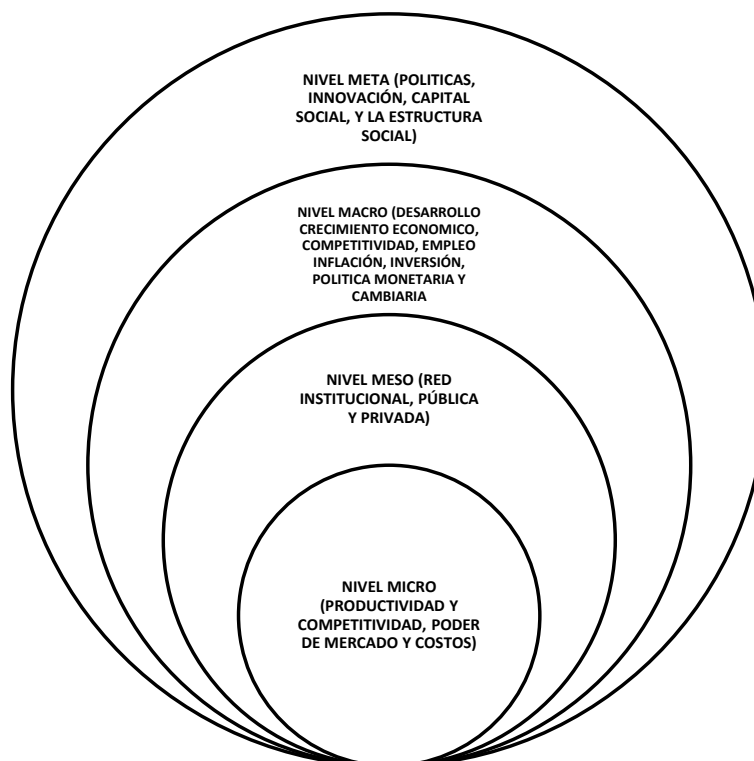 NIVEL META (POLITICAS,
INNOVACIÓN, CAPITAL
SOCIAL, Y LA ESTRUCTURA
SOCIAL)
NIVEL MACRO (DESARROLLO
CRECIMIENTO ECONOMICO,
COMPETITIVIDAD, EMPLEO
INFLACIÓN, INVERSIÓN,
POLITICA MONETARIA Y
CAMBIARIA
NIVEL MESO (RED
INSTITUCIONAL, PÚBLICA
Y PRIVADA)
NIVEL MICRO
(PRODUCTIVIDAD Y
COMPETITIVIDAD, PODER
DE MERCADO Y COSTOS)